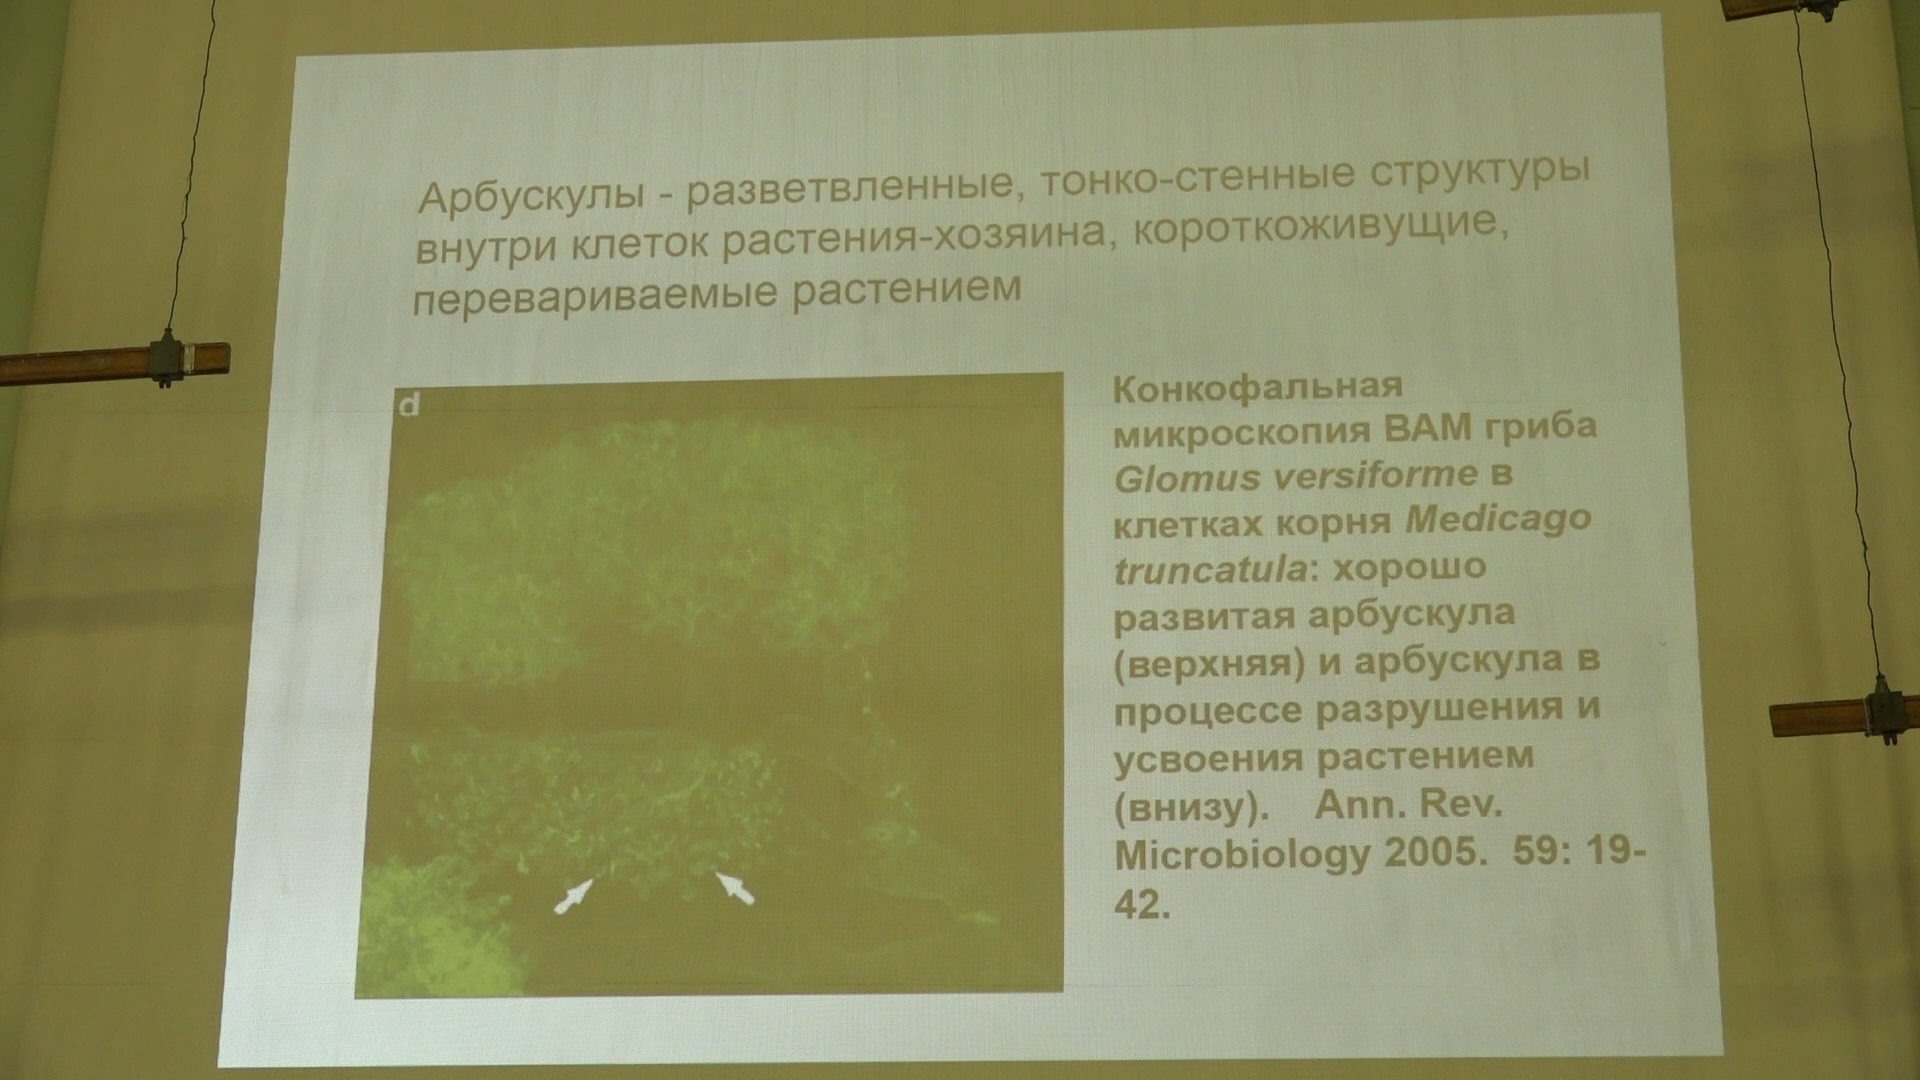 Арбускулы - разветвленные, тонко-стенные структуры
внутри клеток растения-хозяина, короткоживущие,
перевариваемые растением
d
Конкофальная
микроскопия ВАМ гриба
Glomus versiforme в
клетках корня Medicago
truncatula: хорошо
развитая арбускула
(верхняя) и арбускула в
процессе разрушения и
усвоения растением
(внизу). Ann. Rev.
Microbiology 2005. 59: 19-
42.